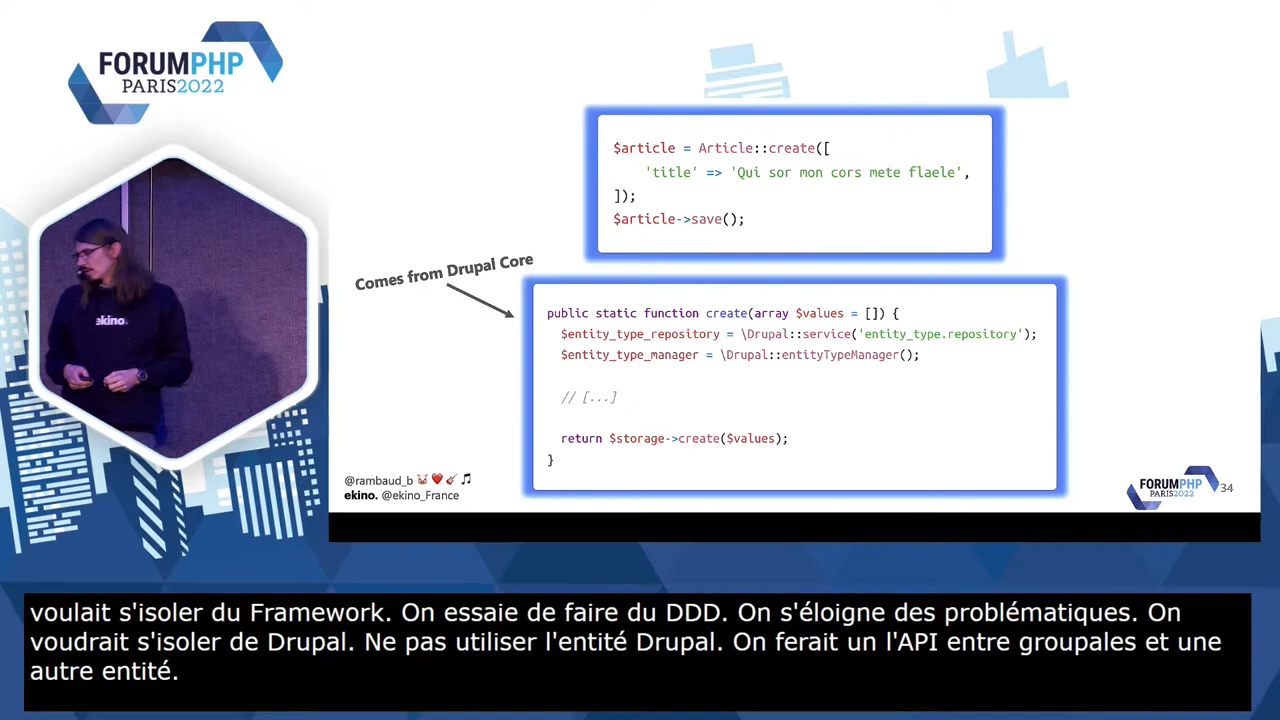 FORUMPHP
PARIS2022
$article = Article::create([
'title' => 'Qui sor mon cors mete flaele',
]);
$article->save();
Comes from Drupal Core
public static function create(array $values = []) {
$entity_type_repository = \Drupal::service('entity_type.repository');
$entity_type_manager = \Drupal::entityTypeManager();
// [...]
return $storage->create($values);
}
ekino.
@rambaud_b
ekino. @ekino_France
FORUMPHP
PARIS2022
34
voulait s'isoler du Framework. On essaie de faire du DDD. On s'éloigne des problématiques. On
voudrait s'isoler de Drupal. Ne pas utiliser l'entité Drupal. On ferait un l'API entre groupales et une
autre entité.